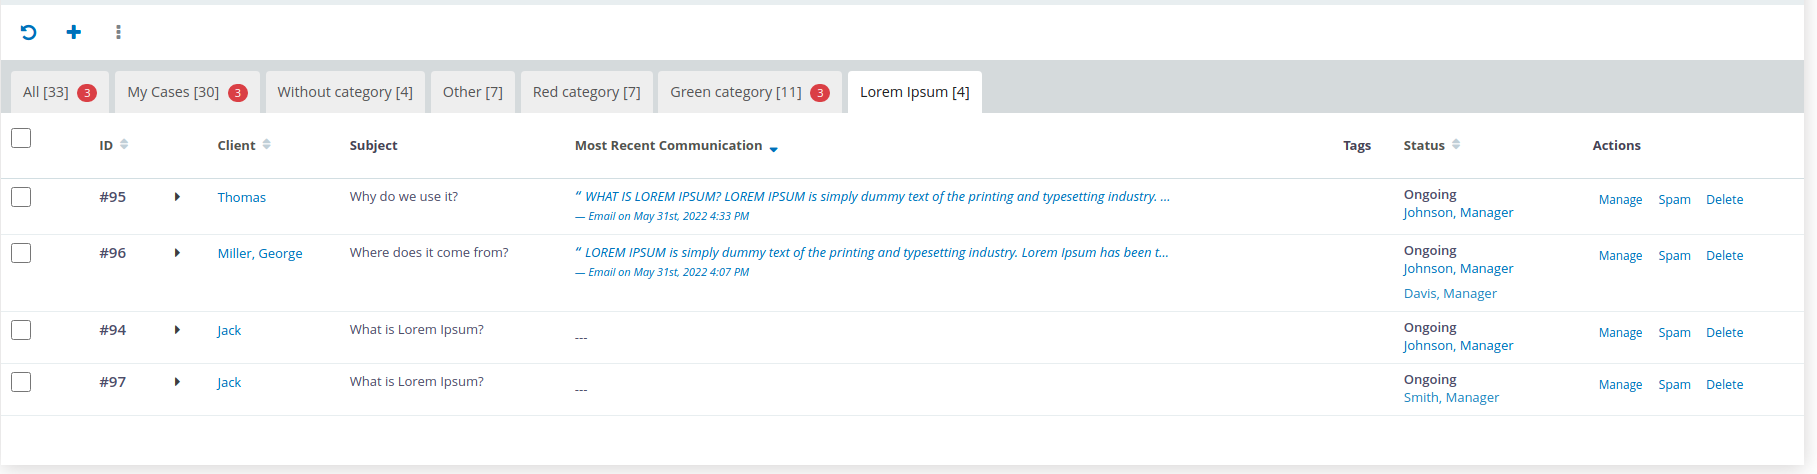 All [33] 3 My Cases [30] 3 Without category [4] Other [7] Red category [7] Green category [11] 3 Lorem Ipsum [4]
ID Client Subject Most Recent Communication Tags Status Actions
#95 Thomas Why do we use it? “ WHAT IS LOREM IPSUM? LOREM IPSUM is simply dummy text of the printing and typesetting industry. ... Ongoing
— Email on May 31st, 2022 4:33 PM Johnson, Manager Manage Spam Delete
#96 Miller, George Where does it come from? “ LOREM IPSUM is simply dummy text of the printing and typesetting industry. Lorem Ipsum has been t... Ongoing
— Email on May 31st, 2022 4:07 PM Johnson, Manager Manage Spam Delete
Davis, Manager
#94 Jack What is Lorem Ipsum? --- Ongoing
Johnson, Manager Manage Spam Delete
#97 Jack What is Lorem Ipsum? --- Ongoing
Smith, Manager Manage Spam Delete